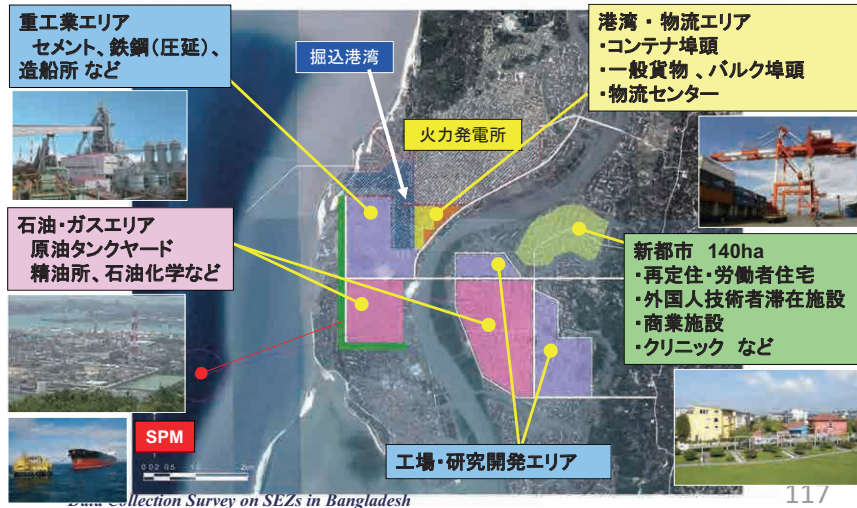 重工業エリア
セメント、鉄鋼(圧延)、
造船所 など
掘込港湾
火力発電所
港湾・物流エリア
・コンテナ埠頭
・一般貨物 、バルク埠頭
・物流センター
石油・ガスエリア
原油タンクヤード
精油所、石油化学など
新都市 140ha
・再定住・労働者住宅
・外国人技術者滞在施設
・商業施設
・クリニック など
SPM
工場・研究開発エリア
Data Collection Survey on SEZs in Bangladesh
117